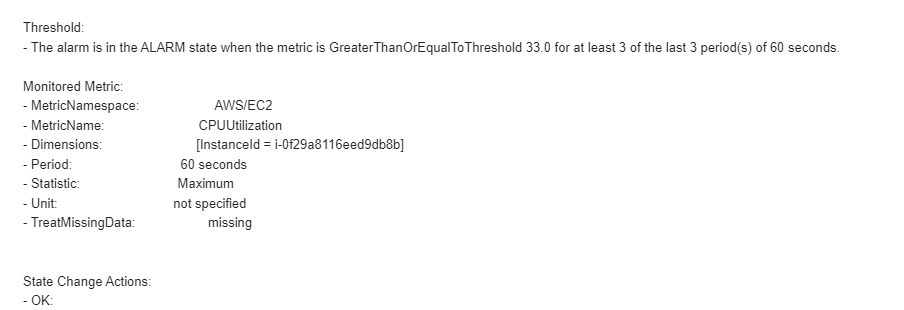 Threshold:
- The alarm is in the ALARM state when the metric is GreaterThanOrEqualToThreshold 33.0 for at least 3 of the last 3 period(s) of 60 seconds.
Monitored Metric:
- MetricNamespace: AWS/EC2
- MetricName: CPUUtilization
- Dimensions: [InstanceId = i-0f29a8116eed9db8b]
- Period: 60 seconds
- Statistic: Maximum
- Unit: not specified
- TreatMissingData: missing
State Change Actions:
- OK: